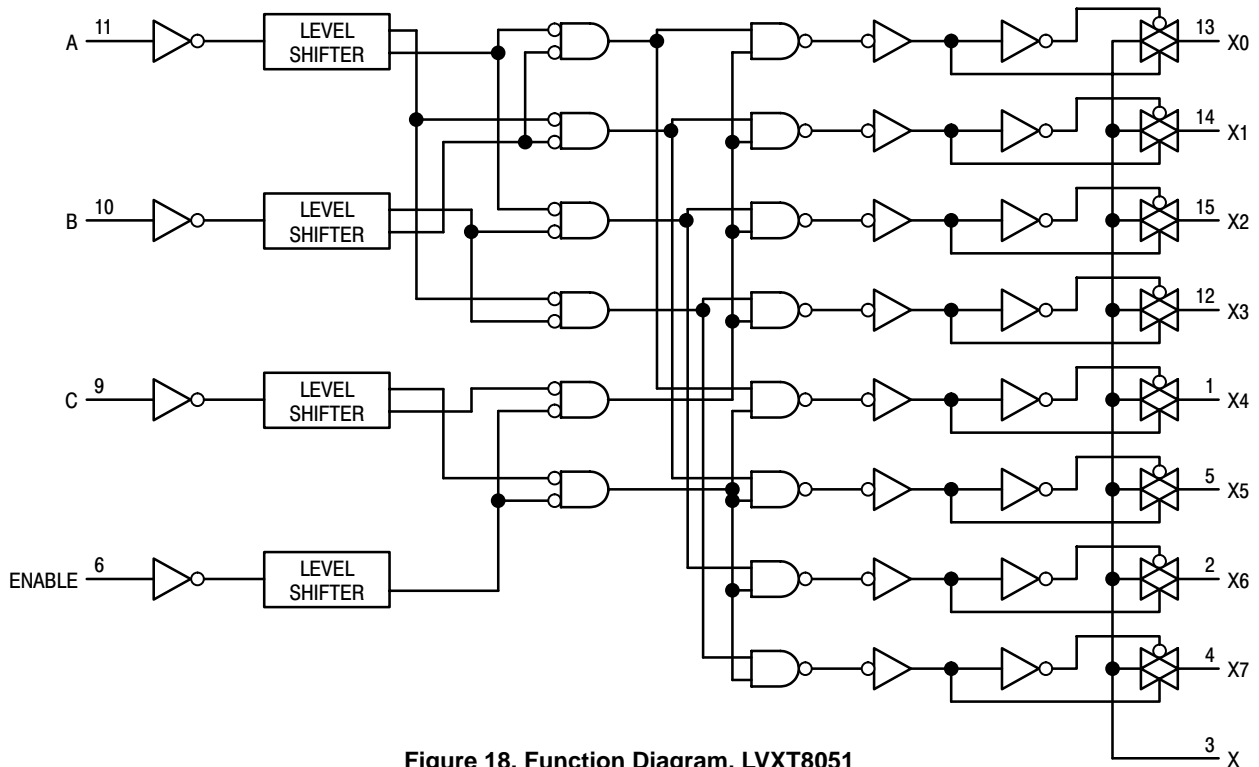 A 11 LEVEL SHIFTER 13 X0
14 X1
B 10 LEVEL SHIFTER 15 X2
12 X3
C 9 LEVEL SHIFTER 1 X4
5 X5
ENABLE 6 LEVEL SHIFTER 2 X6
4 X7
3 X
Figure 18. Function Diagram, LVXT8051